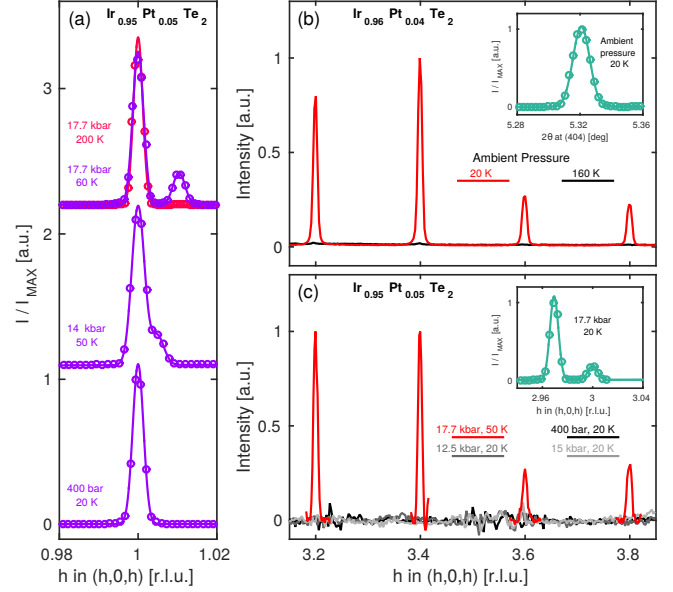 (a) Ir0.95Pt0.05Te2
3
2
1
0
I / IMAX [a.u.]
17.7 kbar
200 K
17.7 kbar
60 K
14 kbar
50 K
400 bar
20 K
0.98 1 1.02
h in (h,0,h) [r.l.u.]
(b) Ir0.96Pt0.04Te2
1
0.5
0
Intensity [a.u.]
Ambient Pressure
20 K 160 K
1
0
I / IMAX [a.u.]
Ambient
pressure
20 K
5.28 5.32 5.36
2θ at (404) [deg]
(c) Ir0.95Pt0.05Te2
1
0.5
0
Intensity [a.u.]
17.7 kbar, 50 K 400 bar, 20 K
12.5 kbar, 20 K 15 kbar, 20 K
1
0
I / IMAX [a.u.]
17.7 kbar
20 K
2.96 3 3.04
h in (h,0,h) [r.l.u.]
3.2 3.4 3.6 3.8
h in (h,0,h) [r.l.u.]